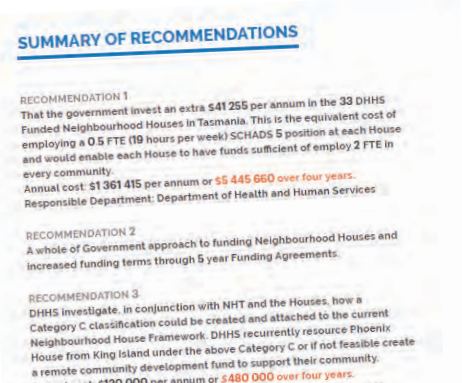 SUMMARY OF RECOMMENDATIONS
RECOMMENDATION 1
That the government invest an extra $41 255 per annum in the 33 DHHS
Funded Neighbourhood Houses in Tasmania. This is the equivalent cost of
employing a 0.5 FTE (19 hours per week) SCHADS 5 position at each House
and would enable each House to have funds sufficient of employ 2 FTE in
every community.
Annual cost: $1 361 415 per annum or $5 445 660 over four years.
Responsible Department: Department of Health and Human Services
RECOMMENDATION 2
A whole of Government approach to funding Neighbourhood Houses and
increased funding terms through 5 year Funding Agreements.
RECOMMENDATION 3
DHHS investigate, in conjunction with NHT and the Houses, how a
Category C classification could be created and attached to the current
Neighbourhood House Framework. DHHS recurrently resource Phoenix
House from King Island under the above Category C or if not feasible create
a remote community development fund to support their community.
$120 000 per annum or $480 000 over four years.